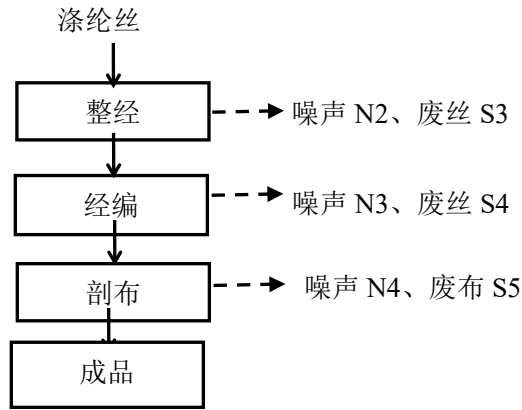 涤纶丝
整经
噪声 N2、废丝 S3
经编
噪声 N3、废丝 S4
剖布
噪声 N4、废布 S5
成品